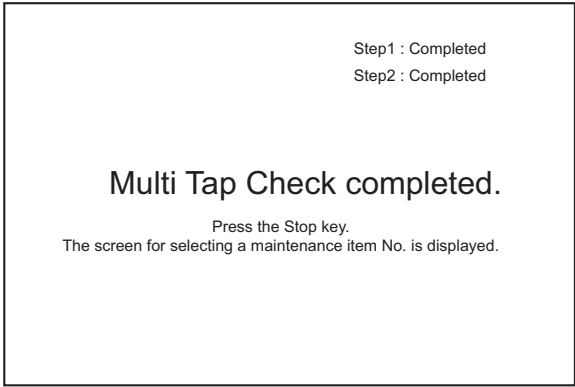 Step1 : Completed
Step2 : Completed
Multi Tap Check completed.
Press the Stop key.
The screen for selecting a maintenance item No. is displayed.